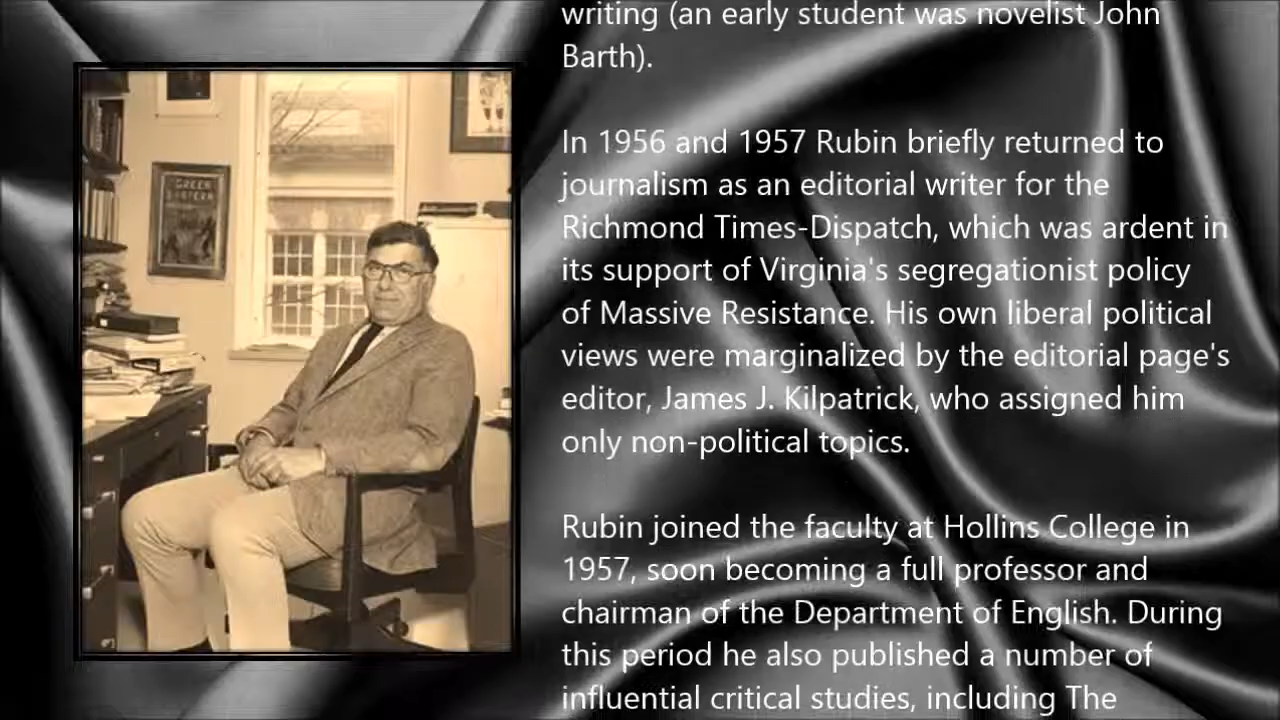 writing (an early student was novelist John
Barth).
In 1956 and 1957 Rubin briefly returned to
journalism as an editorial writer for the
Richmond Times-Dispatch, which was ardent in
its support of Virginia's segregationist policy
of Massive Resistance. His own liberal political
views were marginalized by the editorial page's
editor, James J. Kilpatrick, who assigned him
only non-political topics.
Rubin joined the faculty at Hollins College in
1957, soon becoming a full professor and
chairman of the Department of English. During
this period he also published a number of
influential critical studies, including The